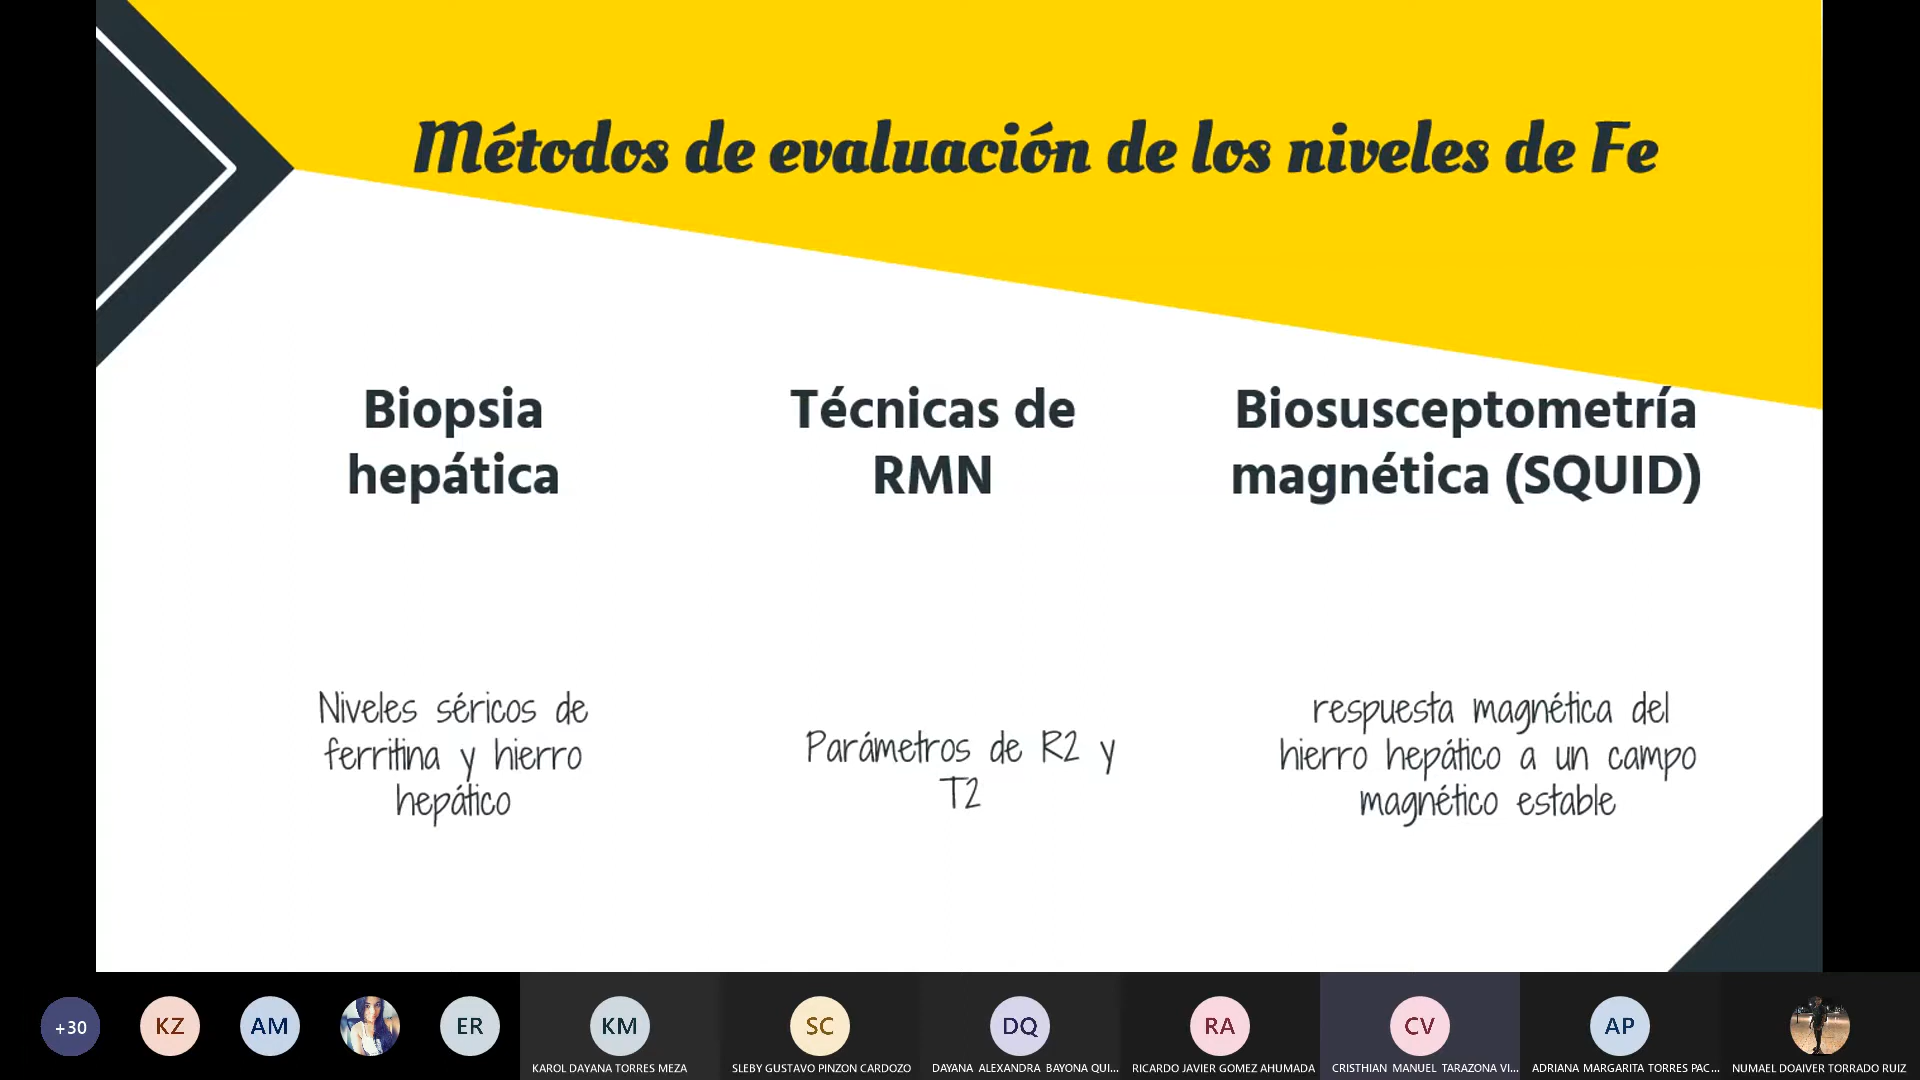 Métodos de evaluación de los niveles de Fe
Biopsia
hepática
Técnicas de
RMN
Biosusceptometría
magnética (SQUID)
Niveles séricos de
ferritina y hierro
hepático
Parámetros de R2 y
T2
respuesta magnética del
hierro hepático a un campo
magnético estable
+30
KZ
AM
ER
KM
SC
DQ
RA
CV
AP
KAROL DAYANA TORRES MEZA
SLEBY GUSTAVO PINZON CARDOZO
DAYANA ALEXANDRA BAYONA QUI...
RICARDO JAVIER GOMEZ AHUMADA
CRISTHIAN MANUEL TARAZONA VI...
ADRIANA MARGARITA TORRES PAC...
NUMAEL DOAIVER TORRADO RUIZ